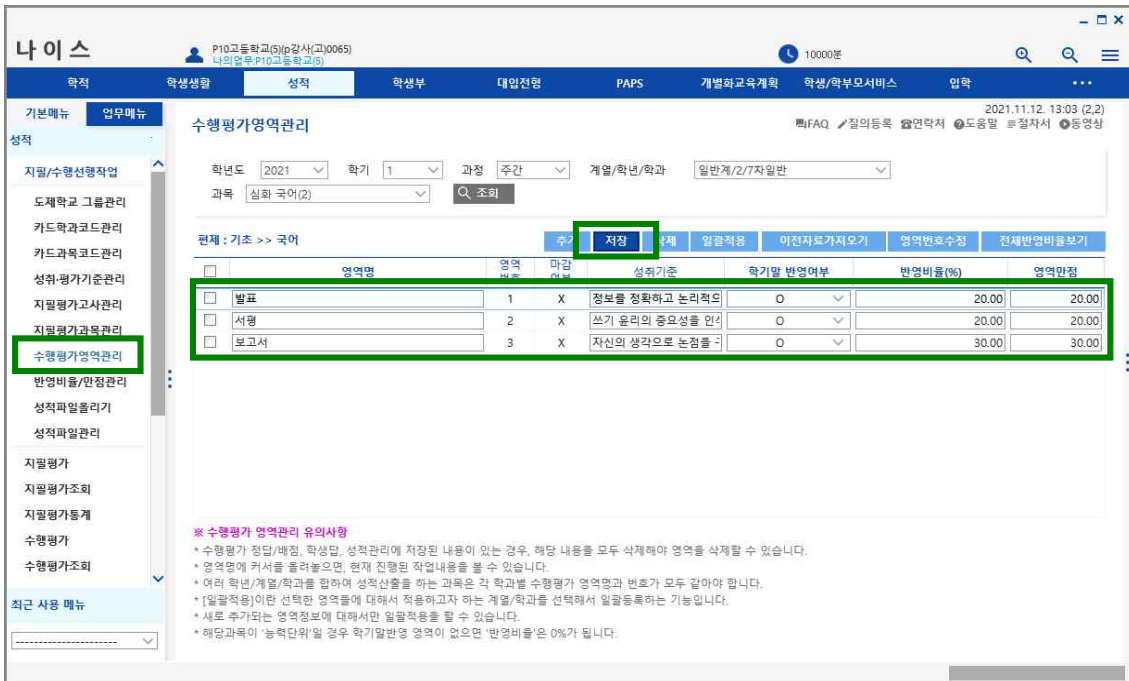 나이스
P10고등학교(5)(p강사(고)0065)
나의업무:P10고등학교(5)
10000분
학적 학생생활 성적 학생부 대입전형 PAPS 개별화교육계획 학생/학부모서비스 입학 ...
기본메뉴 업무메뉴
성적
지필/수행선행작업
도제학교 그룹관리
카드학과코드관리
카드과목코드관리
성취·평가기준관리
지필평가고사관리
지필평가과목관리
수행평가영역관리
반영비율/만점관리
성적파일올리기
성적파일관리
지필평가
지필평가조회
지필평가통계
수행평가
수행평가조회
최근 사용 메뉴
----------------------
수행평가영역관리
2021.11.12. 13:03 (2,2)
FAQ 질의등록 연락처 도움말 절차서 동영상
학년도 2021 학기 1 과정 주간 계열/학년/학과 일반계/2/7차일반
과목 심화 국어(2) 조회
편제 : 기초 >> 국어
추가 저장 삭제 일괄적용 이전자료가져오기 영역번호수정 전체반영비율보기
영역명 영역번호 마감여부 성취기준 학기말 반영여부 반영비율(%) 영역만점
발표 1 X 정보를 정확하고 논리적으 O 20.00 20.00
서평 2 X 쓰기 윤리의 중요성을 O 20.00 20.00
보고서 3 X 자신의 생각으로 논점을 O 30.00 30.00
※ 수행평가 영역관리 유의사항
* 수행평가 정답/배점, 학생답, 성적관리에 저장된 내용이 있는 경우, 해당 내용을 모두 삭제해야 영역을 삭제할 수 있습니다.
* 영역명에 커서를 올려놓으면, 현재 진행된 작업내용을 볼 수 있습니다.
* 여러 학년/계열/학과를 합하여 성적산출을 하는 과목은 각 학과별 수행평가 영역명과 번호가 모두 같아야 합니다.
* [일괄적용]이란 선택한 영역들에 대해서 적용하고자 하는 계열/학과를 선택해서 일괄등록하는 기능입니다.
* 새로 추가되는 영역정보에 대해서만 일괄적용을 할 수 있습니다.
* 해당과목이 '능력단위'일 경우 학기말반영 영역이 없으면 '반영비율'은 0%가 됩니다.